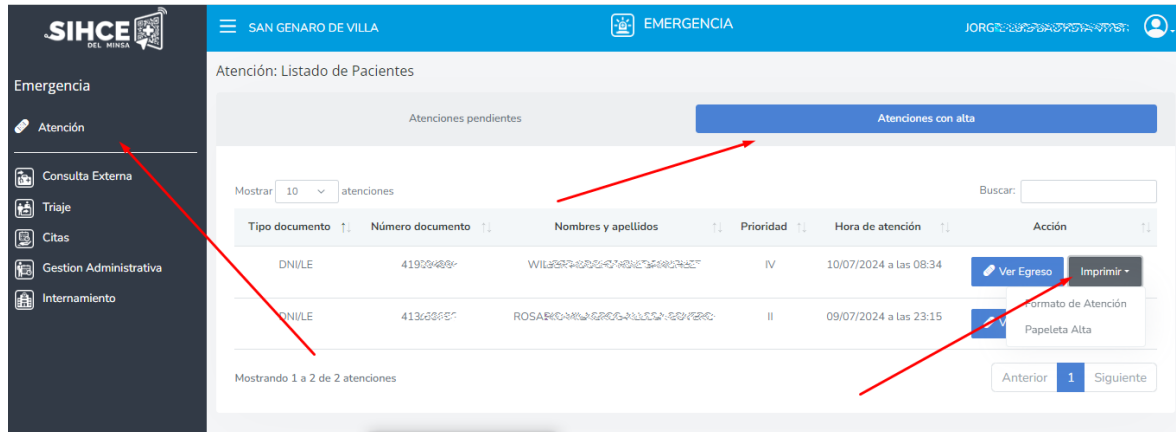 SIHCE
DEL MINSA
SAN GENARO DE VILLA
EMERGENCIA
Emergencia
Atención
Consulta Externa
Triaje
Citas
Gestion Administrativa
Internamiento
Atención: Listado de Pacientes
Atenciones pendientes
Atenciones con alta
Mostrar 10 atenciones
Buscar:
Tipo documento Número documento Nombres y apellidos Prioridad Hora de atención Acción
DNI/LE IV 10/07/2024 a las 08:34 Ver Egreso Imprimir
Formato de Atención
DNI/LE II 09/07/2024 a las 23:15
Papeleta Alta
Mostrando 1 a 2 de 2 atenciones
Anterior 1 Siguiente